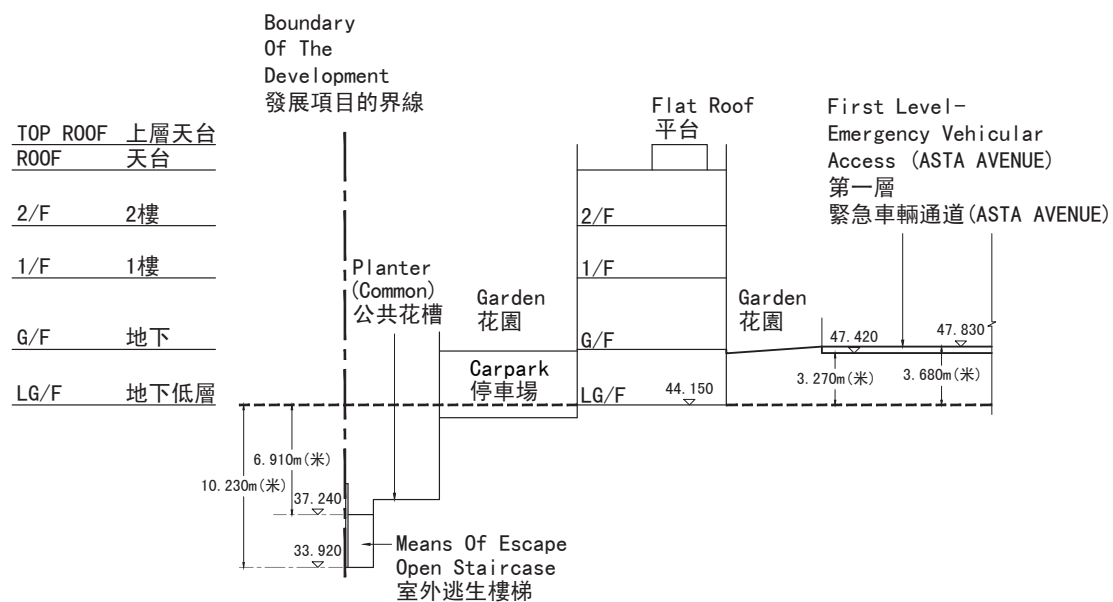 Boundary
Of The
Development
發展項目的界線
TOP ROOF 上層天台
ROOF 天台
2/F 2樓
1/F 1樓
G/F 地下
LG/F 地下低層
Planter
(Common)
公共花槽
Garden
花園
Carpark
停車場
Flat Roof
平台
2/F
1/F
G/F
LG/F
44.150
Garden
花園
First Level-
Emergency Vehicular
Access (ASTA AVENUE)
第一層
緊急車輛通道(ASTA AVENUE)
47.420
47.830
3.270m(米)
3.680m(米)
6.910m(米)
10.230m(米)
37.240
33.920
Means Of Escape
Open Staircase
室外逃生樓梯